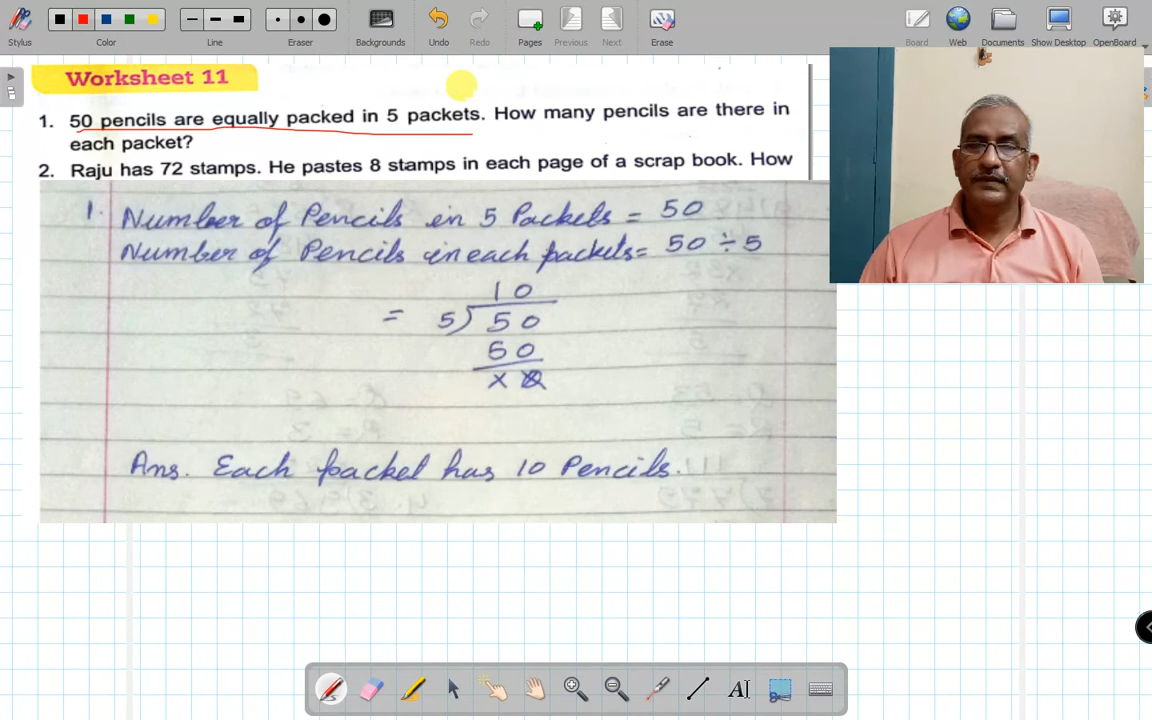 Stylus
Color
Line
Eraser
Backgrounds
Undo
Redo
Pages
Previous
Next
Erase
Board
Web
Documents
Show Desktop
OpenBoard
Worksheet 11
1. 50 pencils are equally packed in 5 packets. How many pencils are there in
each packet?
2. Raju has 72 stamps. He pastes 8 stamps in each page of a scrap book. How
1. Number of Pencils in 5 Packets = 50
Number of Pencils in each packets = 50 ÷ 5
10
= 5) 50
50
x
Ans. Each packet has 10 Pencils.